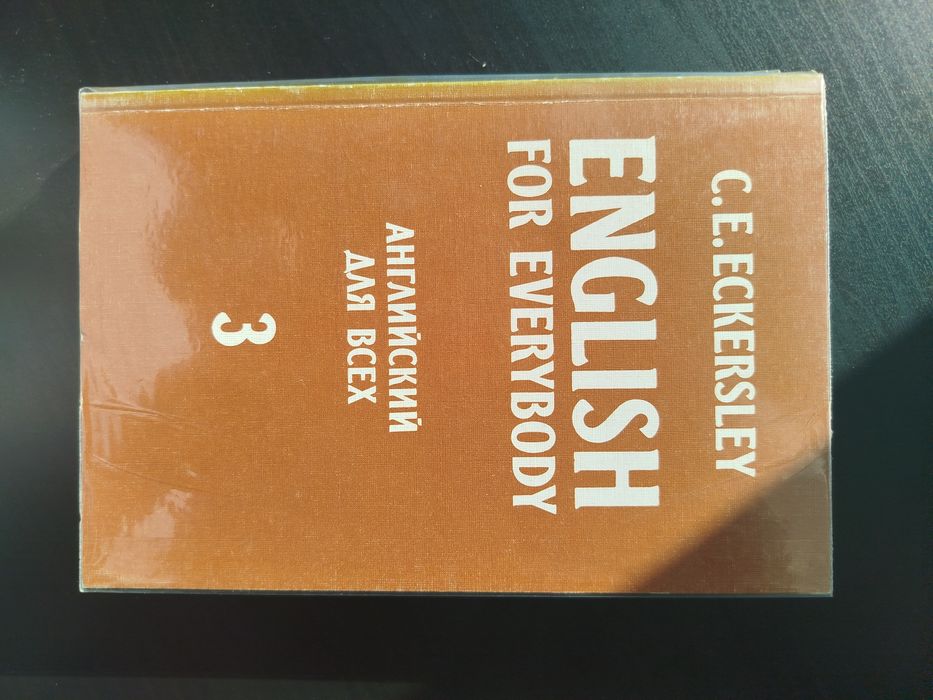 C. E. ECKERSLEY
ENGLISH
FOR EVERYBODY
АНГЛИЙСКИЙ
ДЛЯ ВСЕХ
3